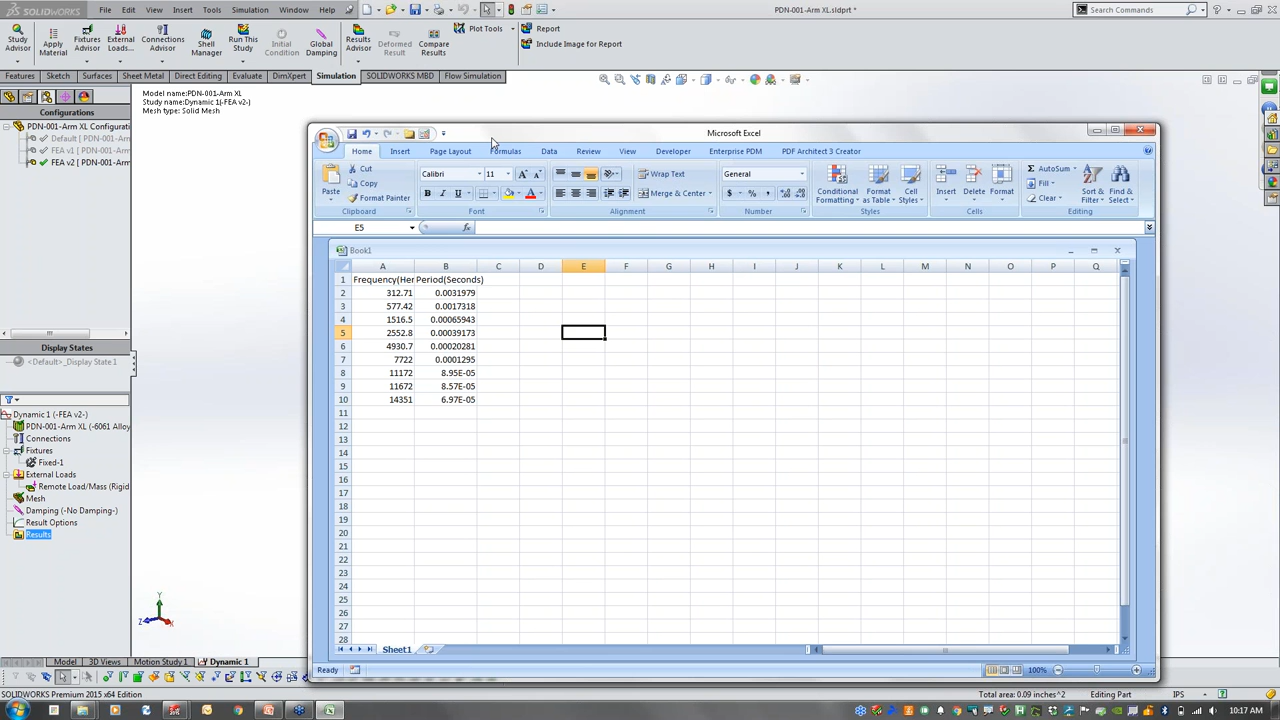 SOLIDWORKS
File Edit View Insert Tools Simulation Window Help
PDN-001-Arm XL.sldprt *
Search Commands
Study Advisor
Apply Material
Fixtures Advisor
External Loads...
Connections Advisor
Shell Manager
Run This Study
Initial Condition
Global Damping
Results Advisor
Deformed Result
Compare Results
Plot Tools
Report
Include Image for Report
Features Sketch Surfaces Sheet Metal Direct Editing Evaluate DimXpert Simulation SOLIDWORKS MBD Flow Simulation
Model name:PDN-001-Arm XL
Study name:Dynamic 1(-FEA v2-)
Mesh type: Solid Mesh
Configurations
PDN-001-Arm XL Configurati
Default [ PDN-001-Arm
FEA v1 [ PDN-001-Arm
FEA v2 [ PDN-001-Arm
Display States
<Default>_Display State 1
Dynamic 1 (-FEA v2-)
PDN-001-Arm XL (-6061 Alloy
Connections
Fixtures
Fixed-1
External Loads
Remote Load/Mass (Rigid
Mesh
Damping (-No Damping-)
Result Options
Results
Microsoft Excel
Home Insert Page Layout Formulas Data Review View Developer Enterprise PDM PDF Architect 3 Creator
Paste
Cut
Copy
Format Painter
Clipboard
Calibri 11
B I U
Font
Wrap Text
Merge & Center
Alignment
General
$ % ,
Number
Conditional Formatting
Format as Table
Cell Styles
Styles
Insert Delete Format
Cells
AutoSum
Fill
Clear
Sort & Filter
Find & Select
Editing
E5
fx
Book1
A B C D E F G H I J K L M N O P Q
1 Frequency(Her Period(Seconds)
2 312.71 0.0031979
3 577.42 0.0017318
4 1516.5 0.00065943
5 2552.8 0.00039173
6 4930.7 0.00020281
7 7722 0.0001295
8 11172 8.95E-05
9 11672 8.57E-05
10 14351 6.97E-05
11
12
13
14
15
16
17
18
19
20
21
22
23
24
25
26
27
28
Sheet1
Ready
100%
Y
Z
X
Model 3D Views Motion Study 1 Dynamic 1
SOLIDWORKS Premium 2015 x64 Edition
Total area: 0.09 inches^2 Editing Part IPS
10:17 AM